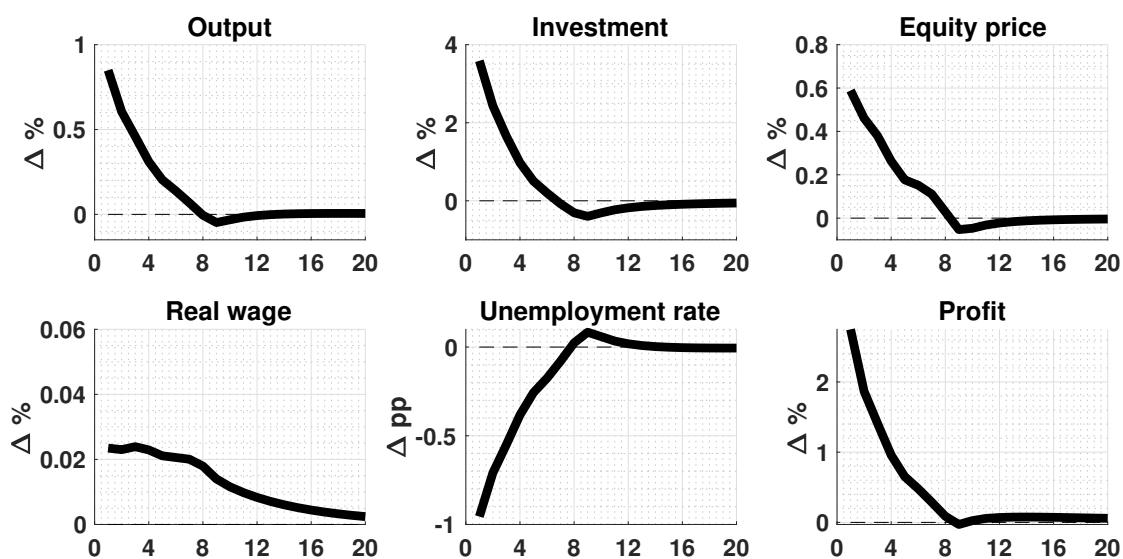 Output
Investment
Equity price
1
0.5
0
Δ %
0 4 8 12 16 20
4
2
0
Δ %
0 4 8 12 16 20
0.8
0.6
0.4
0.2
0
Δ %
0 4 8 12 16 20
Real wage
Unemployment rate
Profit
0.06
0.04
0.02
0
Δ %
0 4 8 12 16 20
0
-0.5
-1
Δ pp
0 4 8 12 16 20
2
1
0
Δ %
0 4 8 12 16 20